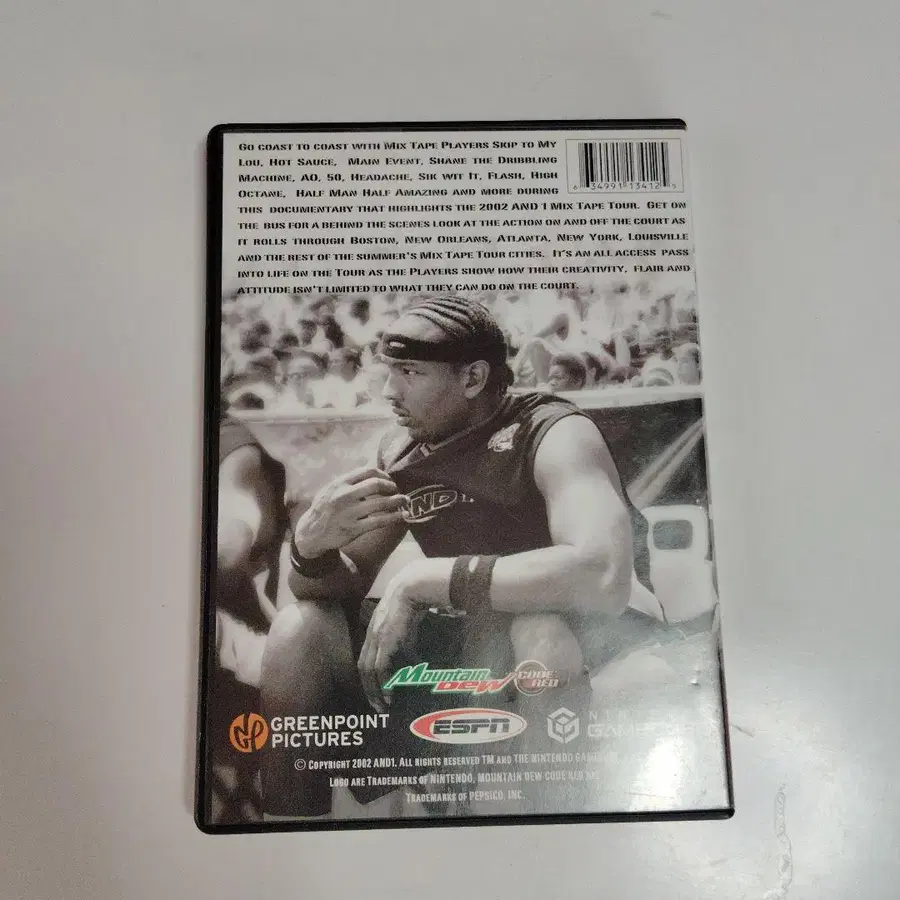 GO COAST TO COAST WITH MIX TAPE PLAYERS SKIP TO MY
LOU, HOT SAUCE, MAIN EVENT, SHANE THE DRIBBLING
MACHINE, AO, 50, HEADACHE, SIK WIT IT, FLASH, HIGH
OCTANE, HALF MAN HALF AMAZING AND MORE DURING
THIS DOCUMENTARY THAT HIGHLIGHTS THE 2002 AND 1 MIX TAPE TOUR. GET ON
THE BUS FOR A BEHIND THE SCENES LOOK AT THE ACTION ON AND OFF THE COURT AS
IT ROLLS THROUGH BOSTON, NEW ORLEANS, ATLANTA, NEW YORK, LOUISVILLE
AND THE REST OF THE SUMMER'S MIX TAPE TOUR CITIES. IT'S AN ALL ACCESS PASS
INTO LIFE ON THE TOUR AS THE PLAYERS SHOW HOW THEIR CREATIVITY, FLAIR AND
ATTITUDE ISN'T LIMITED TO WHAT THEY CAN DO ON THE COURT.
6 34991 13412 5
AND 1
Mountain Dew CODE RED
GREENPOINT PICTURES
ESPN
© COPYRIGHT 2002 AND1. ALL RIGHTS RESERVED TM AND THE NINTENDO
LOGO ARE TRADEMARKS OF NINTENDO, MOUNTAIN DEW CODE RED
TRADEMARKS OF PEPSICO, INC.